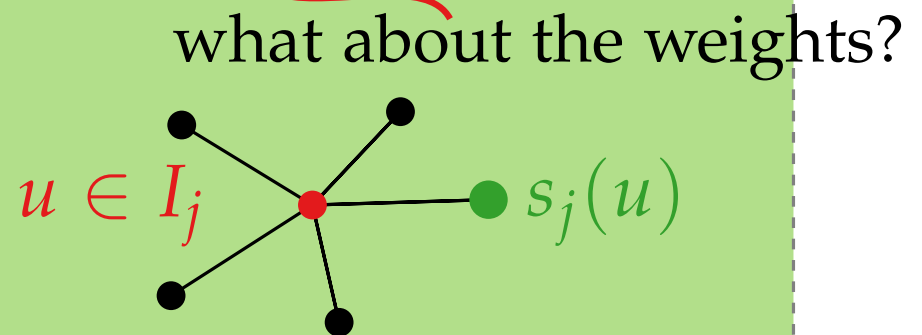 what about the weights?
u ∈ I_j s_j(u)